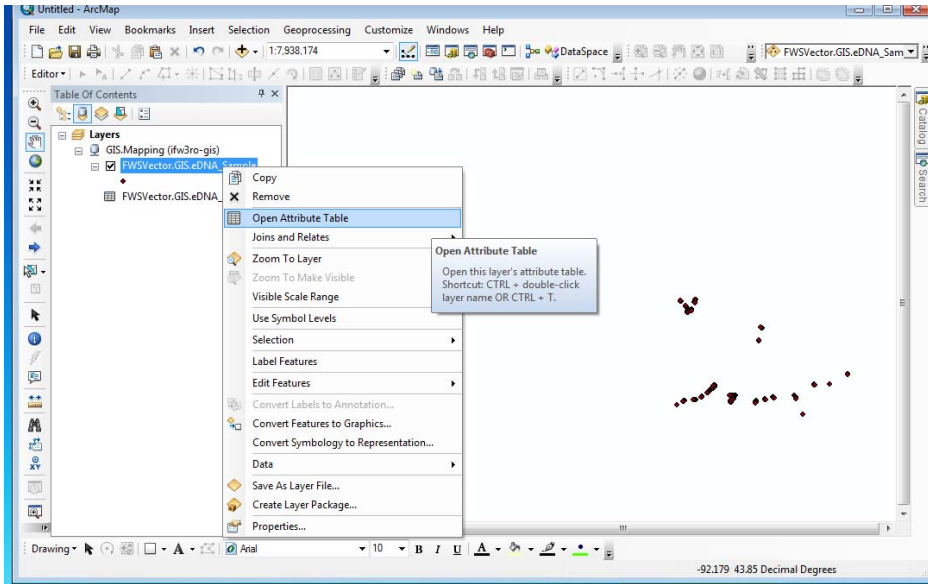 Untitled - ArcMap
File Edit View Bookmarks Insert Selection Geoprocessing Customize Windows Help
1:7,938,174
DataSpace
FWSVector.GIS.eDNA_Sam
Editor
Table Of Contents
Layers
GIS.Mapping (ifw3ro-gis)
FWSVector.GIS.eDNA_Sample
FWSVector.GIS.eDNA_
Copy
Remove
Open Attribute Table
Joins and Relates
Zoom To Layer
Zoom To Make Visible
Visible Scale Range
Use Symbol Levels
Selection
Label Features
Edit Features
Convert Labels to Annotation...
Convert Features to Graphics...
Convert Symbology to Representation...
Data
Save As Layer File...
Create Layer Package...
Properties...
Open Attribute Table
Open this layer's attribute table.
Shortcut: CTRL + double-click
layer name OR CTRL + T.
Catalog
Search
XY
Drawing
A
Arial
10
B I U A
-92.179 43.85 Decimal Degrees